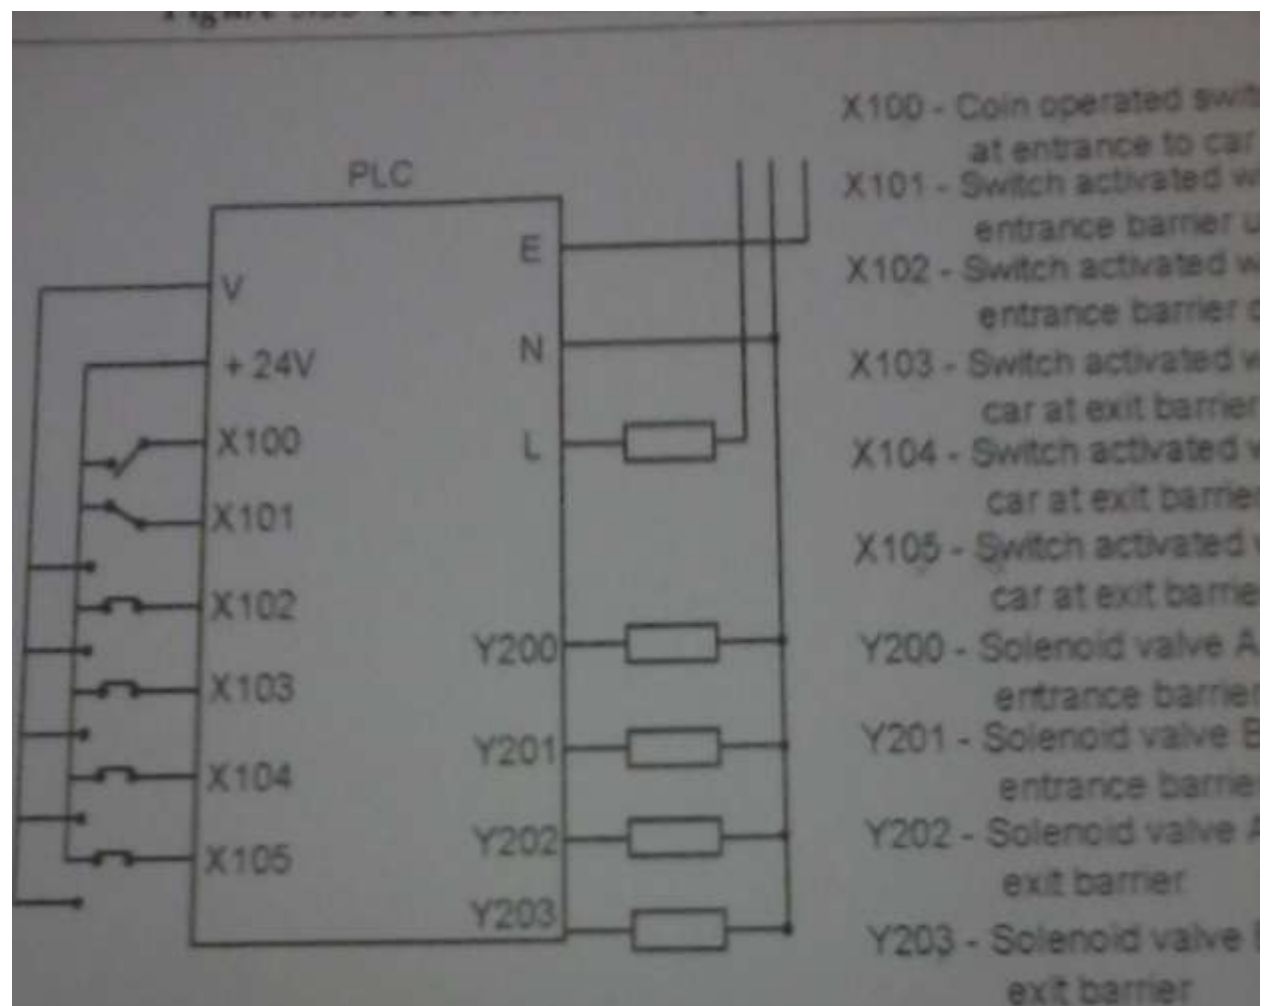 PLC
V
+ 24V
X100
X101
X102
X103
X104
X105
E
N
L
Y200
Y201
Y202
Y203
X100 - Coin operated
at entrance to car
X101 - Switch activated
entrance barrier
X102 - Switch activated
entrance barrier
X103 - Switch activated
car at exit barrier
X104 - Switch activated
car at exit barrier
X105 - Switch activated
car at exit
Y200 - Solenoid valve A
entrance barrier
Y201 - Solenoid valve B
entrance
Y202 - Solenoid valve A
exit barrier
Y203 - Solenoid valve
exit barrier